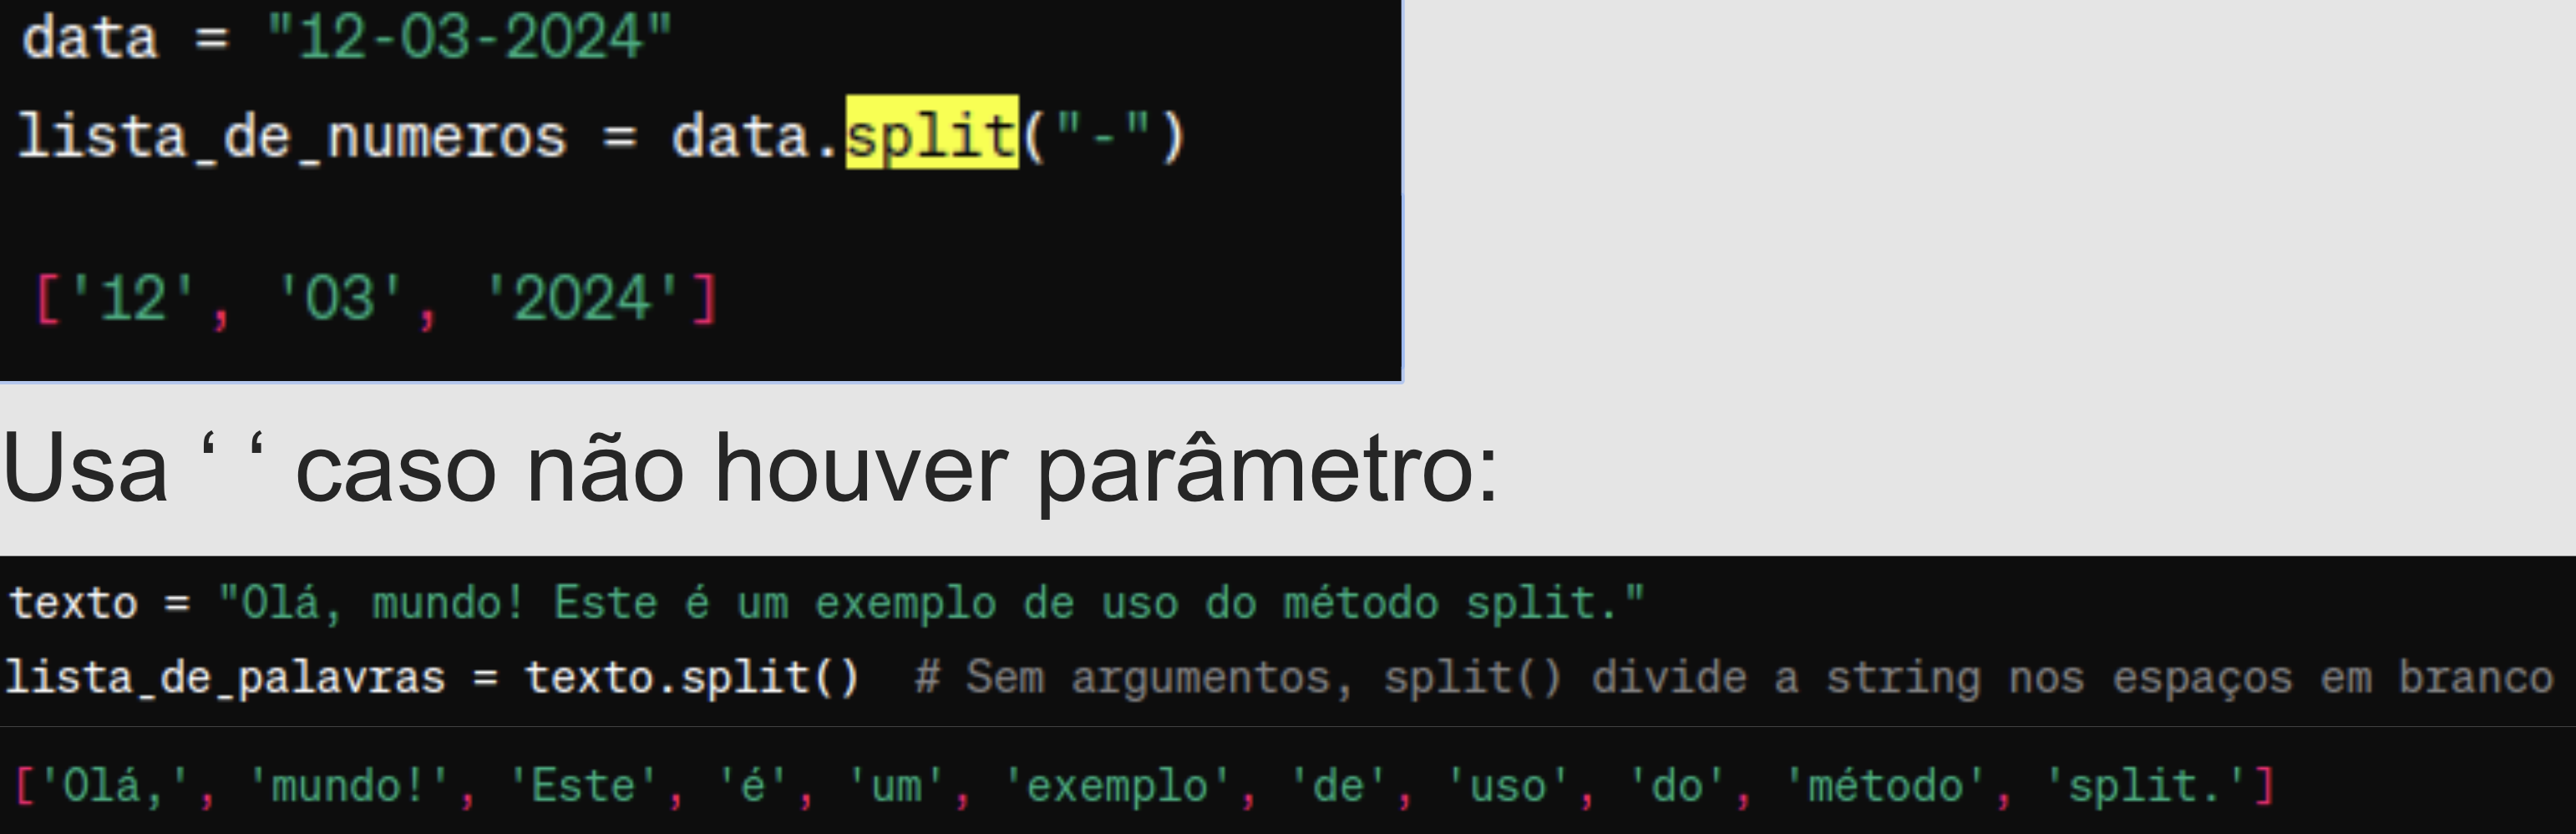 data = "12-03-2024"
lista_de_numeros = data.split("-")
['12', '03', '2024']
Usa ‘ ‘ caso não houver parâmetro:
texto = "Olá, mundo! Este é um exemplo de uso do método split."
lista_de_palavras = texto.split()  # Sem argumentos, split() divide a string nos espaços em branco
['Olá,', 'mundo!', 'Este', 'é', 'um', 'exemplo', 'de', 'uso', 'do', 'método', 'split.']